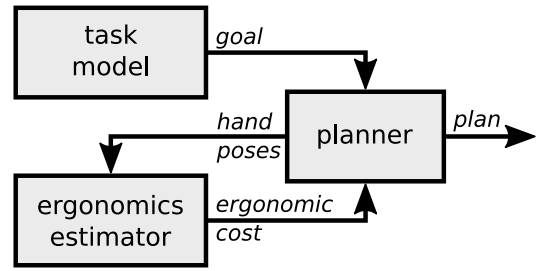 task
model
goal
hand
poses
planner
plan
ergonomics
estimator
ergonomic
cost